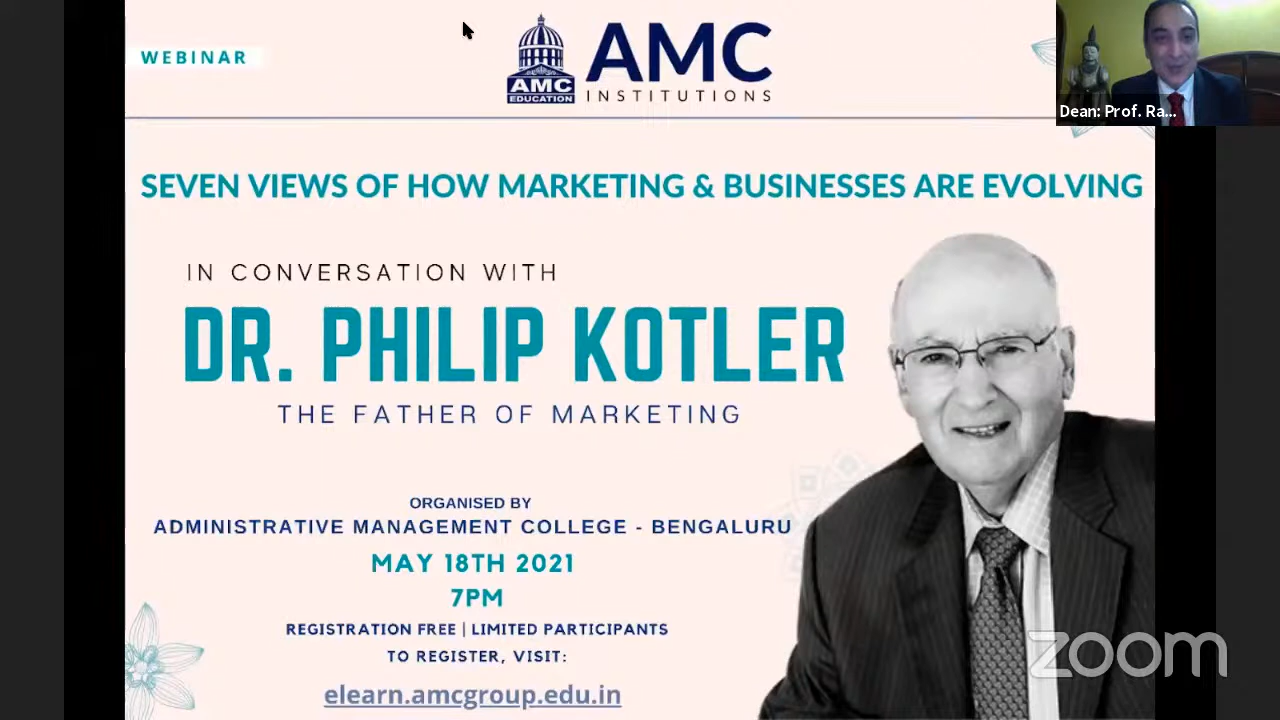 WEBINAR
AMC
INSTITUTIONS
AMC
EDUCATION
Dean: Prof. Ra...
SEVEN VIEWS OF HOW MARKETING & BUSINESSES ARE EVOLVING
IN CONVERSATION WITH
DR. PHILIP KOTLER
THE FATHER OF MARKETING
ORGANISED BY
ADMINISTRATIVE MANAGEMENT COLLEGE - BENGALURU
MAY 18TH 2021
7PM
REGISTRATION FREE | LIMITED PARTICIPANTS
TO REGISTER, VISIT:
elearn.amcgroup.edu.in
zoom